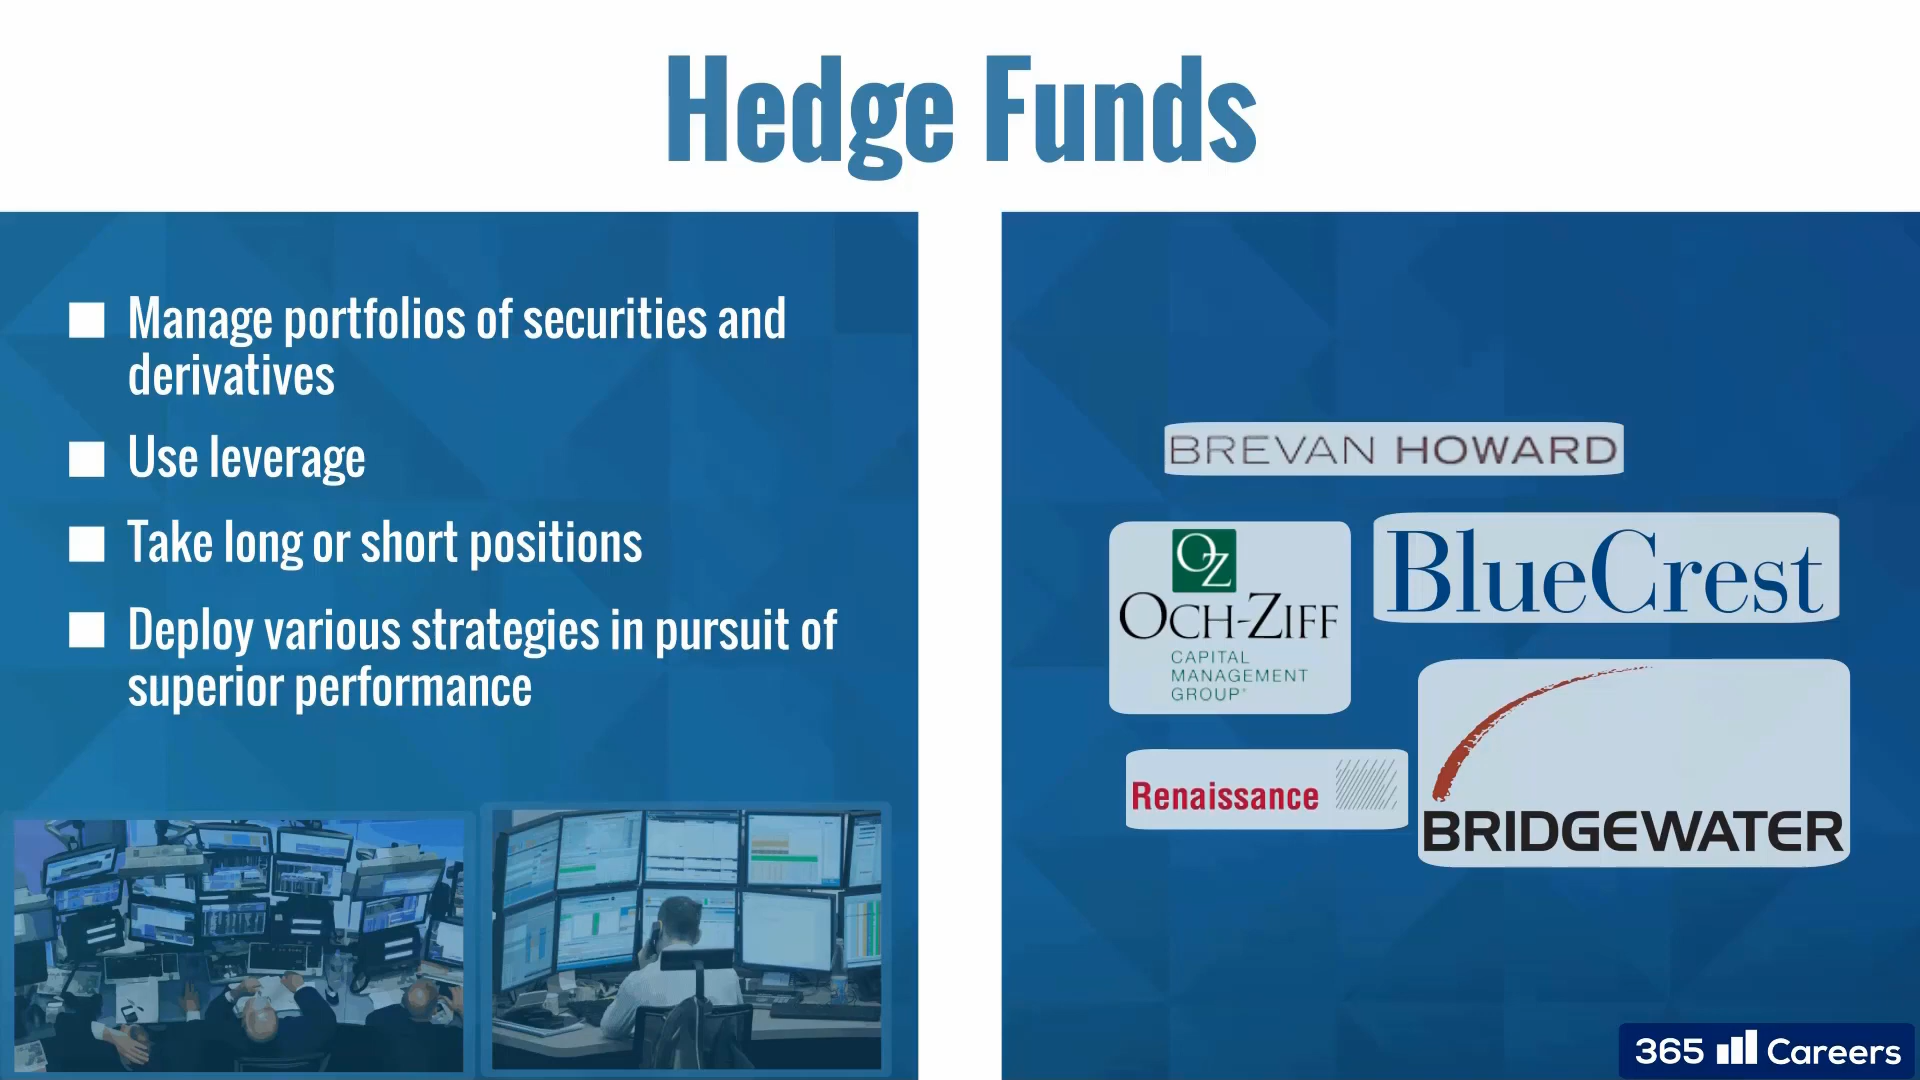 Hedge Funds
Manage portfolios of securities and
derivatives
Use leverage
Take long or short positions
Deploy various strategies in pursuit of
superior performance
BREVAN HOWARD
OZ
OCH-ZIFF
CAPITAL
MANAGEMENT
GROUP
BlueCrest
Renaissance
BRIDGEWATER
365 Careers